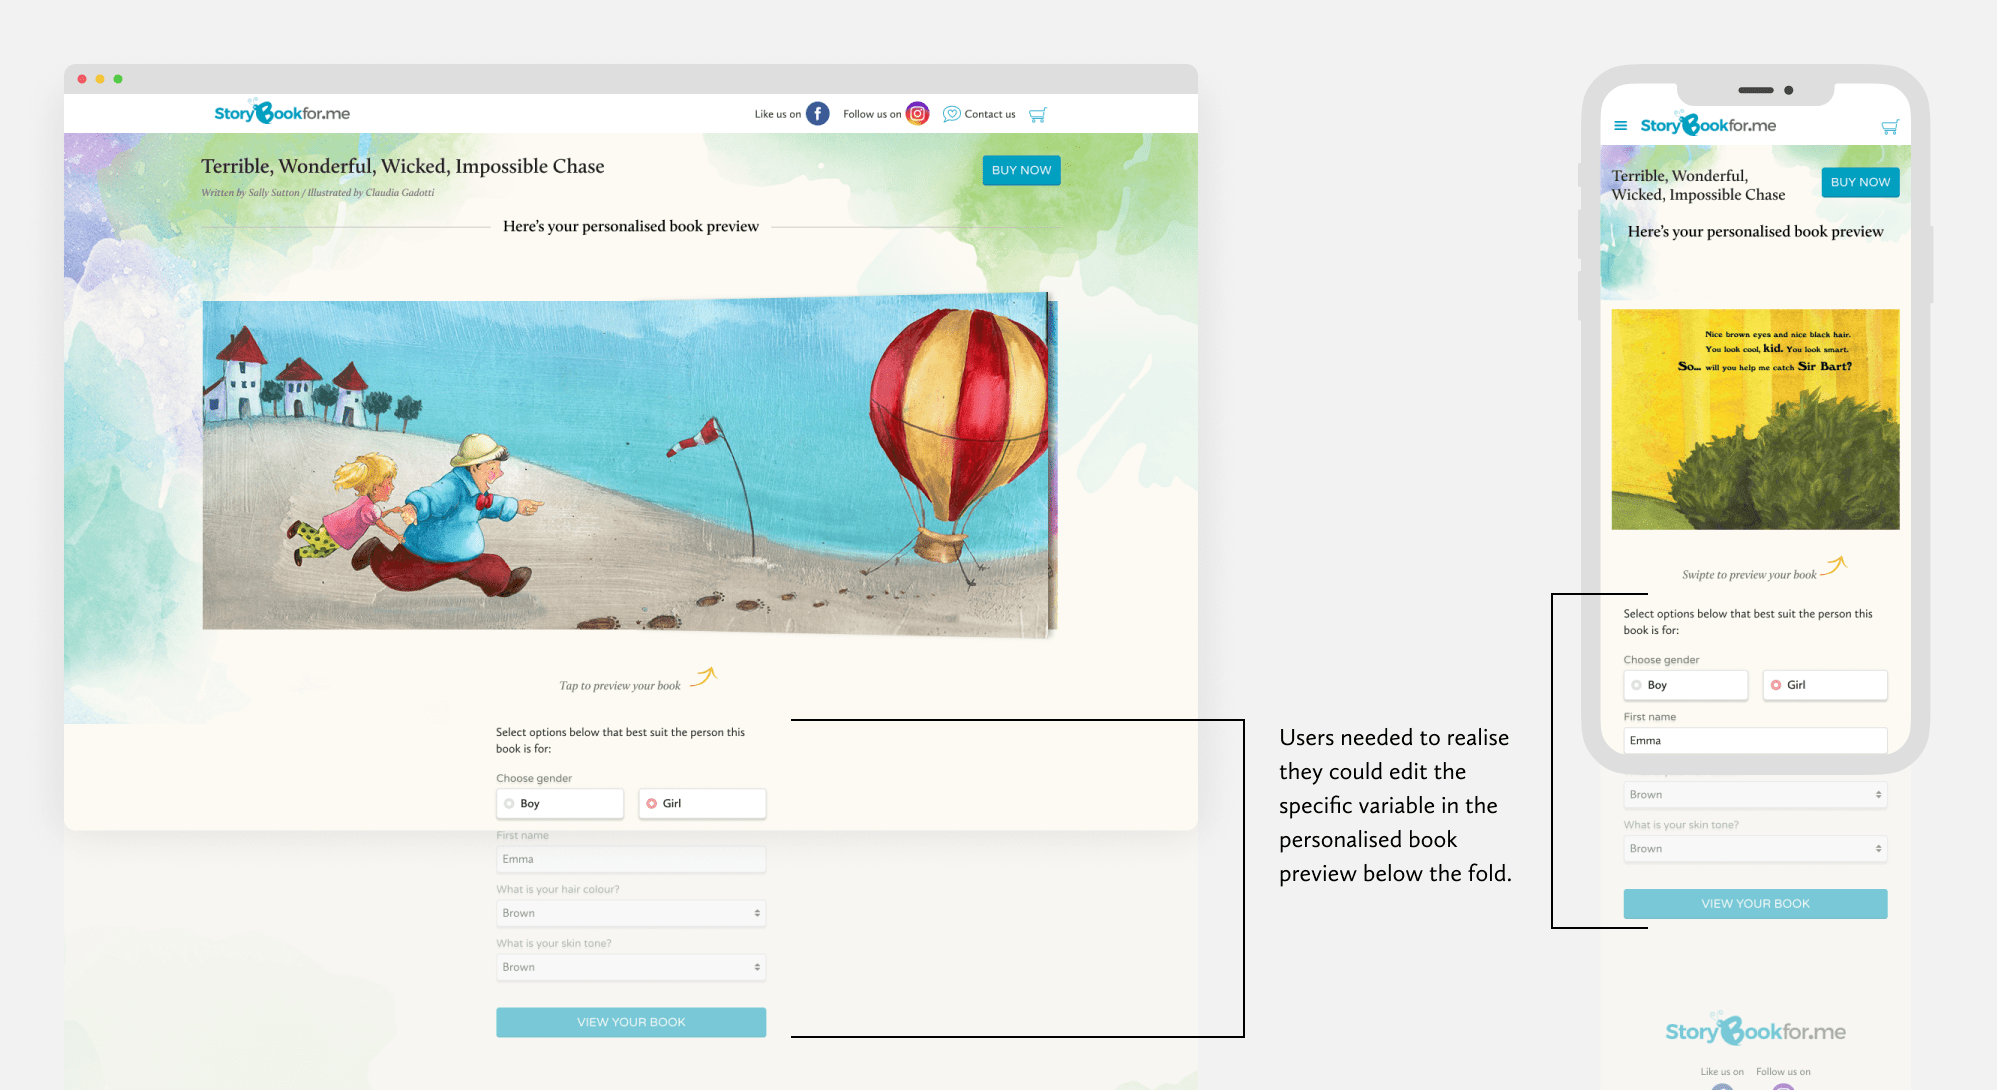 StoryBookfor.me
Like us on
Follow us on
Contact us
Terrible, Wonderful, Wicked, Impossible Chase
BUY NOW
Written by Sally Sutton / Illustrated by Claudia Gadotti
Here's your personalised book preview
Tap to preview your book
Select options below that best suit the person this
book is for:
Choose gender
Boy
Girl
First name
Emma
What is your hair colour?
Brown
What is your skin tone?
Brown
VIEW YOUR BOOK
Users needed to realise
they could edit the
specific variable in the
personalised book
preview below the fold.
StoryBookfor.me
Terrible, Wonderful,
Wicked, Impossible Chase
BUY NOW
Here's your personalised book preview
Nice brown eyes and nice black hair.
You look cool, kid. You look smart.
So... will you help me catch Sir Bart?
Swipte to preview your book
Select options below that best suit the person this
book is for:
Choose gender
Boy
Girl
First name
Emma
Brown
What is your skin tone?
Brown
VIEW YOUR BOOK
StoryBookfor.me
Like us on
Follow us on